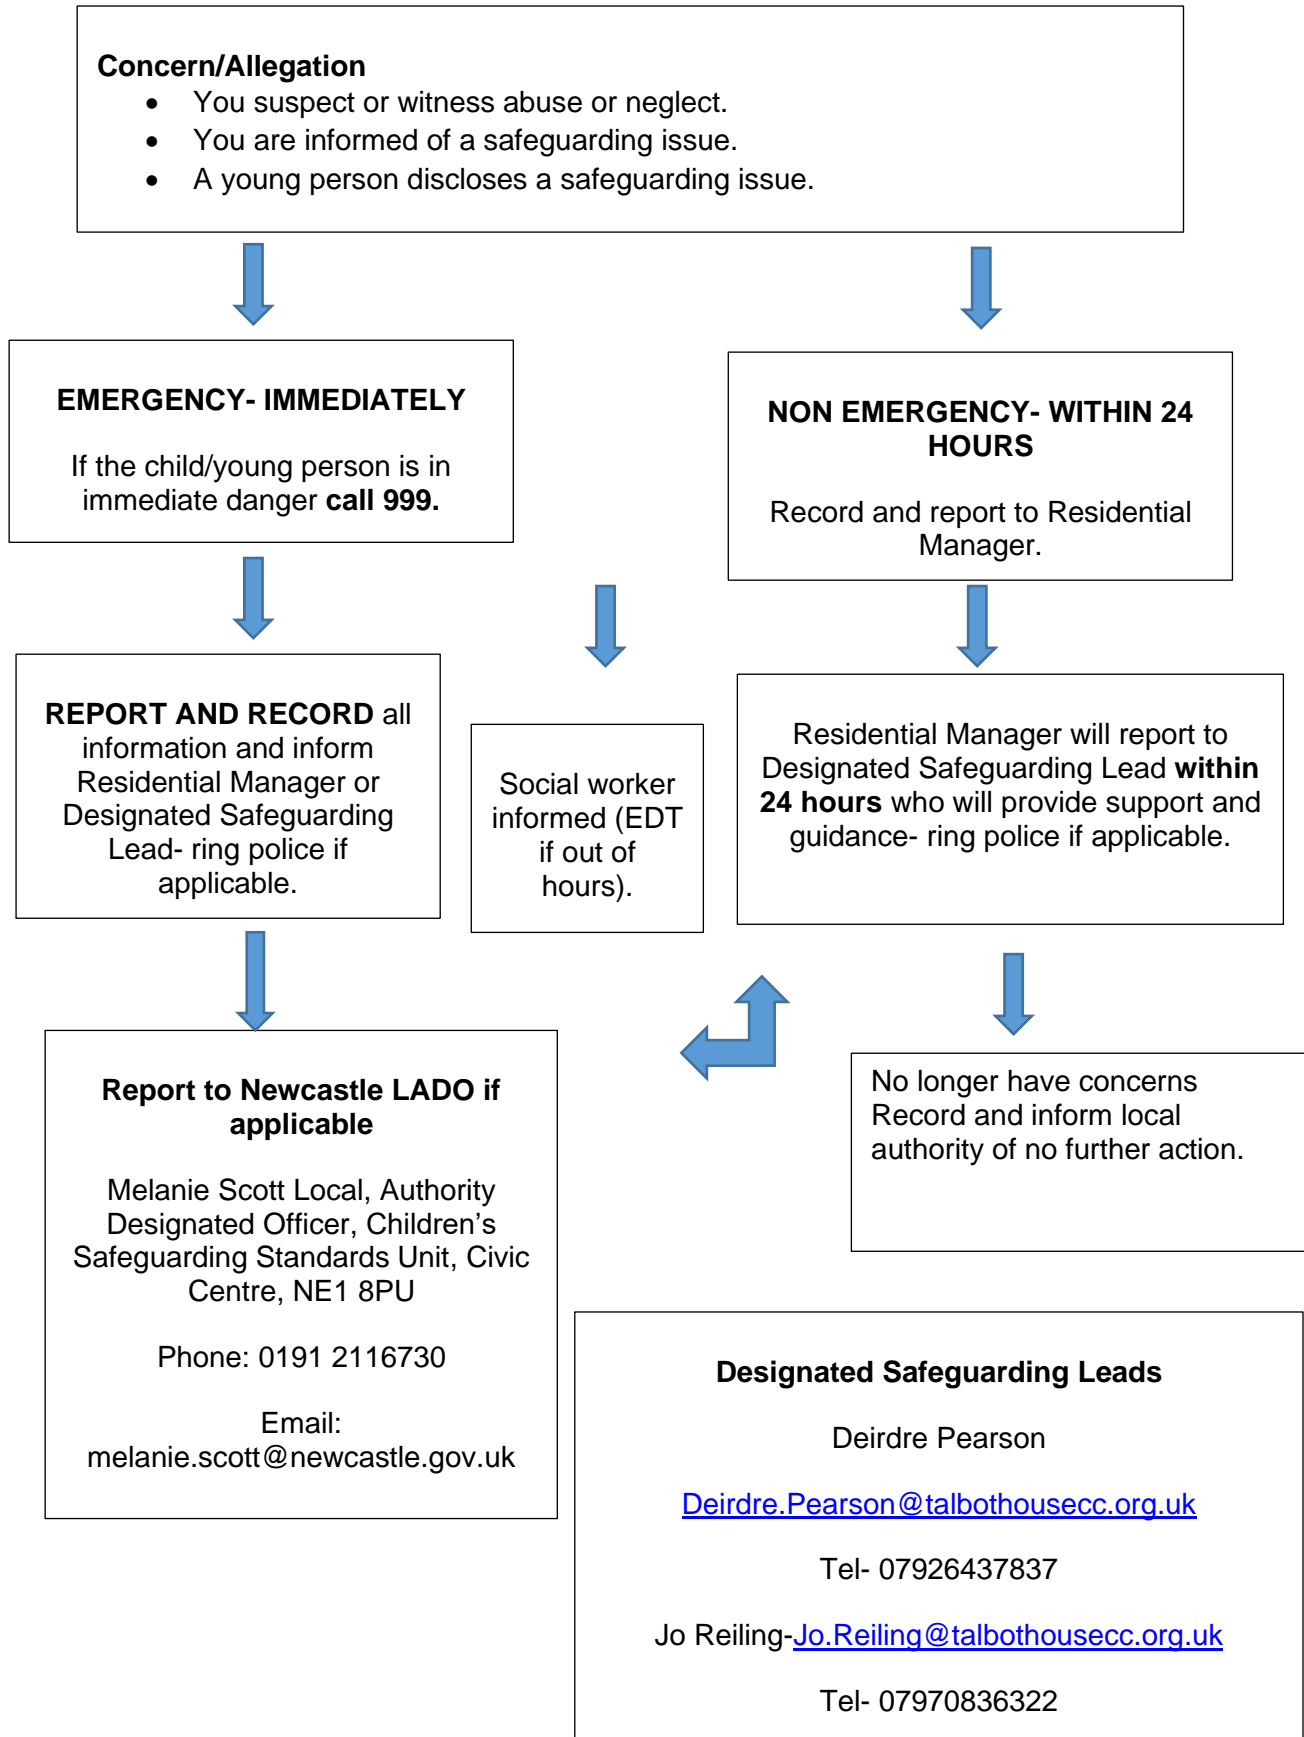 Concern/Allegation
• You suspect or witness abuse or neglect.
• You are informed of a safeguarding issue.
• A young person discloses a safeguarding issue.
EMERGENCY- IMMEDIATELY
If the child/young person is in
immediate danger call 999.
NON EMERGENCY- WITHIN 24
HOURS
Record and report to Residential
Manager.
REPORT AND RECORD all
information and inform
Residential Manager or
Designated Safeguarding
Lead- ring police if
applicable.
Social worker
informed (EDT
if out of
hours).
Residential Manager will report to
Designated Safeguarding Lead within
24 hours who will provide support and
guidance- ring police if applicable.
Report to Newcastle LADO if
applicable
Melanie Scott Local, Authority
Designated Officer, Children’s
Safeguarding Standards Unit, Civic
Centre, NE1 8PU
Phone: 0191 2116730
Email:
melanie.scott@newcastle.gov.uk
No longer have concerns
Record and inform local
authority of no further action.
Designated Safeguarding Leads
Deirdre Pearson
Deirdre.Pearson@talbothousecc.org.uk
Tel- 07926437837
Jo Reiling-Jo.Reiling@talbothousecc.org.uk
Tel- 07970836322